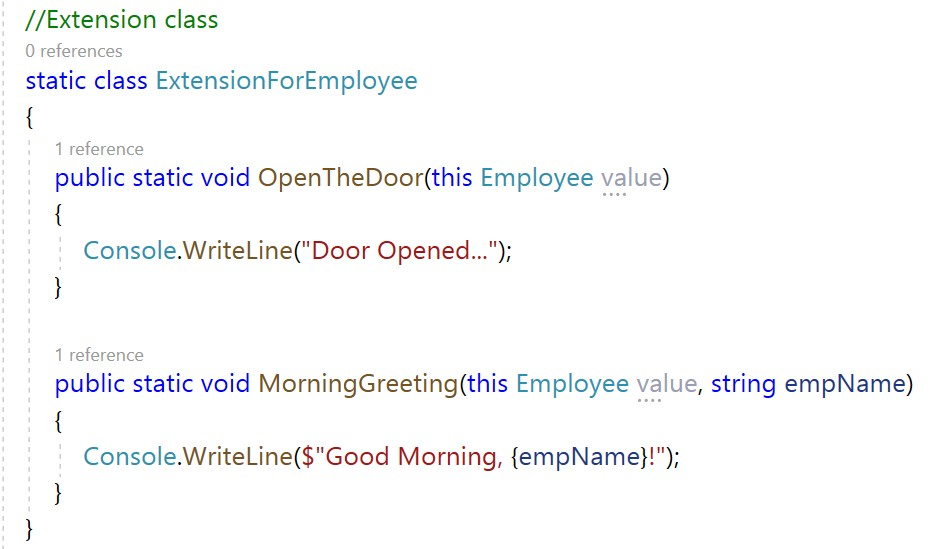 //Extension class
0 references
static class ExtensionForEmployee
{
1 reference
public static void OpenTheDoor(this Employee value)
{
Console.WriteLine("Door Opened...");
}
1 reference
public static void MorningGreeting(this Employee value, string empName)
{
Console.WriteLine($"Good Morning, {empName}!");
}
}